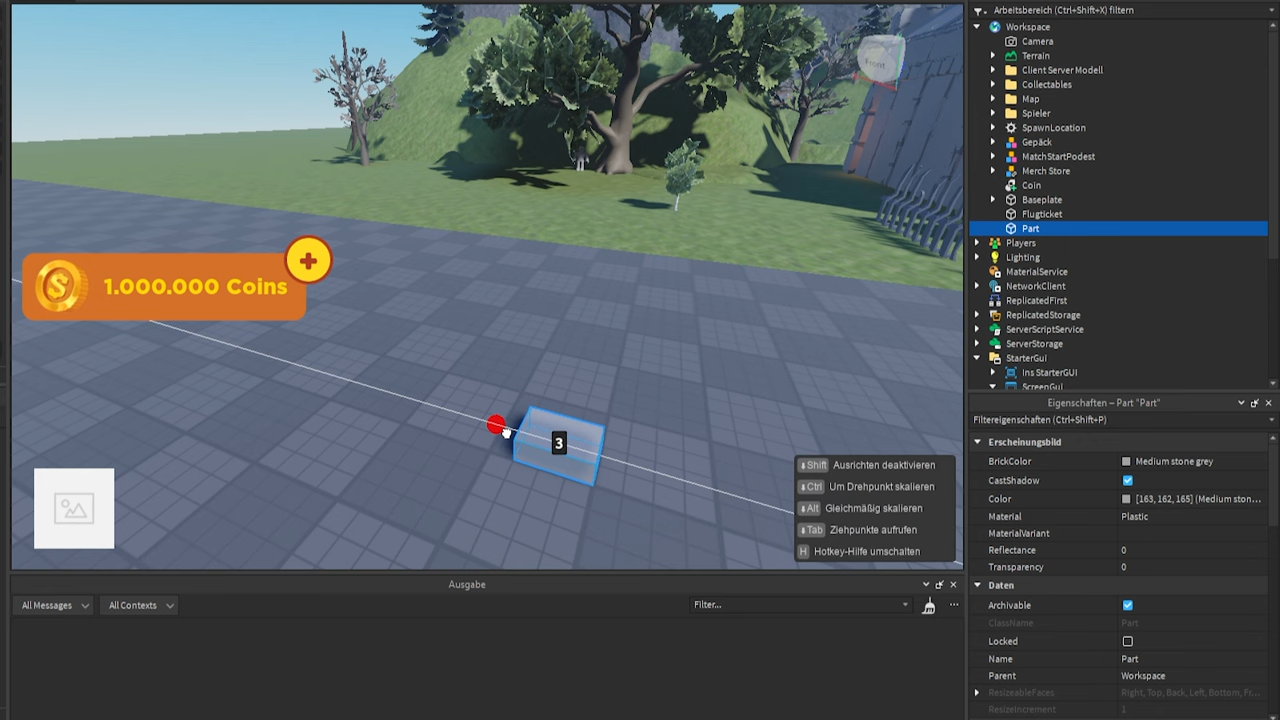 Front
1.000.000 Coins
3
Shift Ausrichten deaktivieren
Ctrl Um Drehpunkt skalieren
Alt Gleichmäßig skalieren
Tab Ziehpunkte aufrufen
H Hotkey-Hilfe umschalten
Ausgabe
All Messages
All Contexts
Filter...
Arbeitsbereich (Ctrl+Shift+X) filtern
Workspace
Camera
Terrain
Client Server Modell
Collectables
Map
Spieler
SpawnLocation
Gepäck
MatchStartPodest
Merch Store
Coin
Baseplate
Flugticket
Part
Players
Lighting
MaterialService
NetworkClient
ReplicatedFirst
ReplicatedStorage
ServerScriptService
ServerStorage
StarterGui
Ins StarterGUI
ScreenGui
Eigenschaften – Part "Part"
Filtereigenschaften (Ctrl+Shift+P)
Erscheinungsbild
BrickColor Medium stone grey
CastShadow
Color [163, 162, 165] (Medium ston...
Material Plastic
MaterialVariant
Reflectance 0
Transparency 0
Daten
Archivable
ClassName Part
Locked
Name Part
Parent Workspace
ResizeableFaces Right, Top, Back, Left, Bottom, Fr...
ResizeIncrement 1